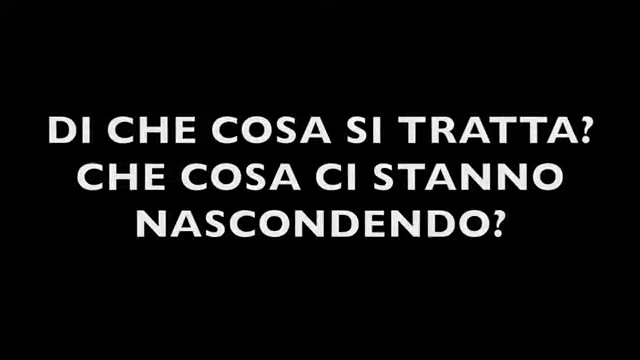 DI CHE COSA SI TRATTA?
CHE COSA CI STANNO
NASCONDENDO?